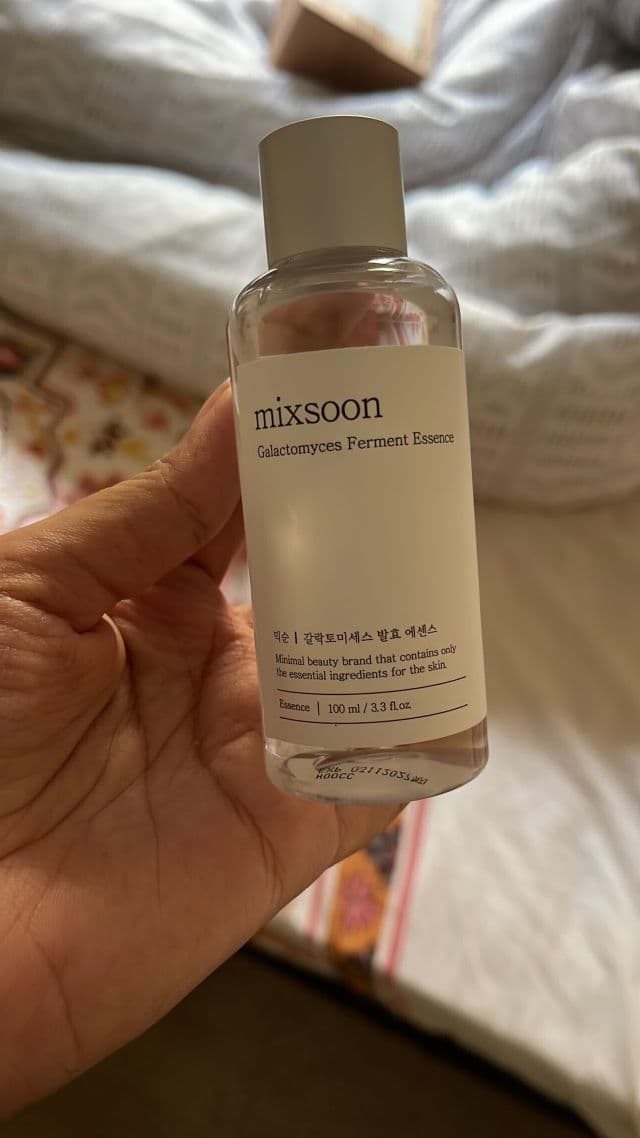 mixsoon
Galactomyces Ferment Essence
믹순 | 갈락토미세스 발효 에센스
Minimal beauty brand that contains only
the essential ingredients for the skin.
Essence | 100 ml / 3.3 fl.oz.
HOOCC